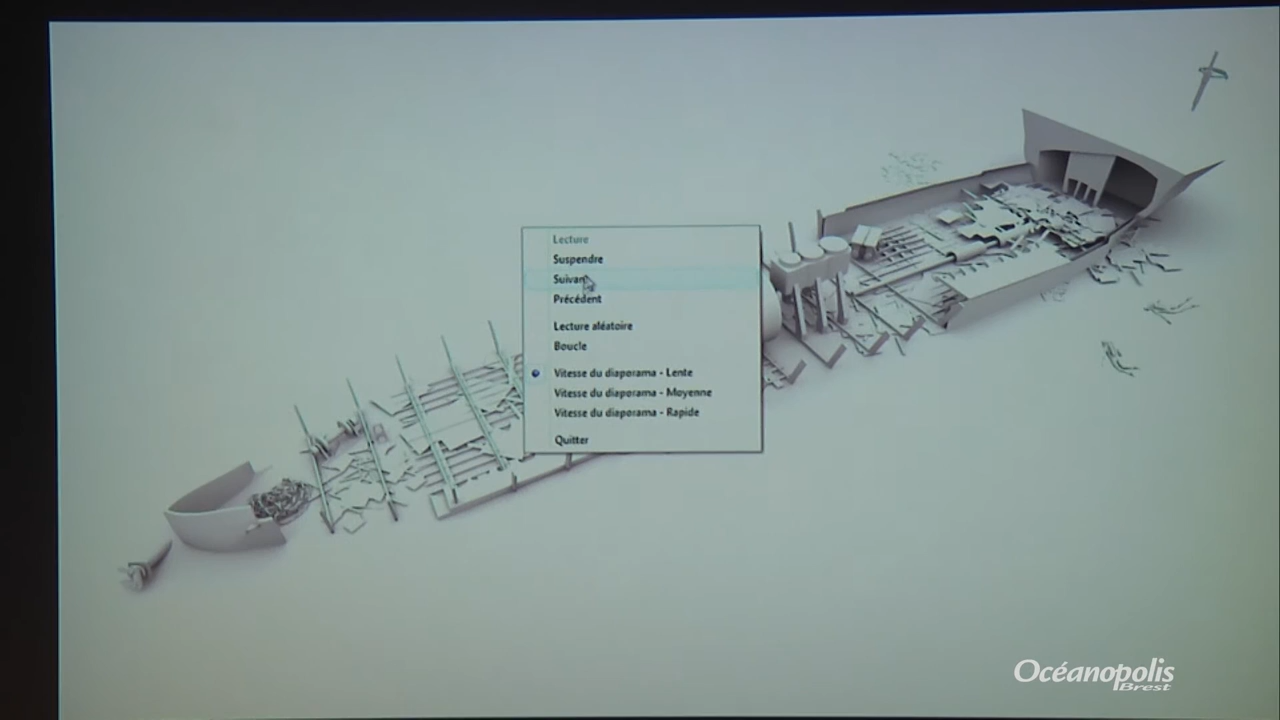 Lecture
Suspendre
Suivant
Précédent
Lecture aléatoire
Boucle
Vitesse du diaporama - Lente
Vitesse du diaporama - Moyenne
Vitesse du diaporama - Rapide
Quitter
Océanopolis
Brest